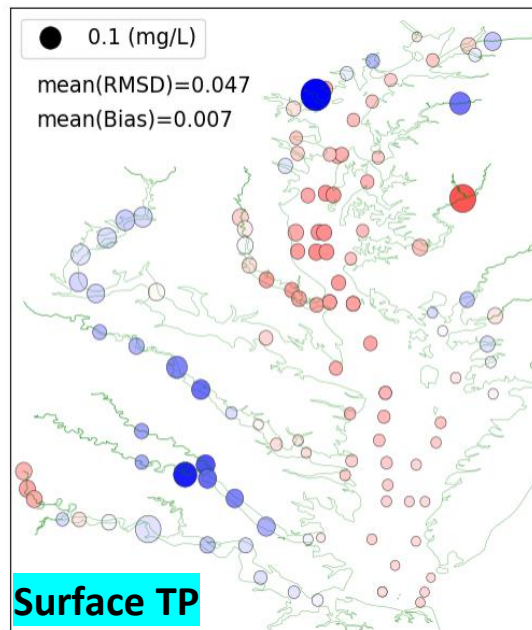 0.1 (mg/L)
mean(RMSD)=0.047
mean(Bias)=0.007
Surface TP